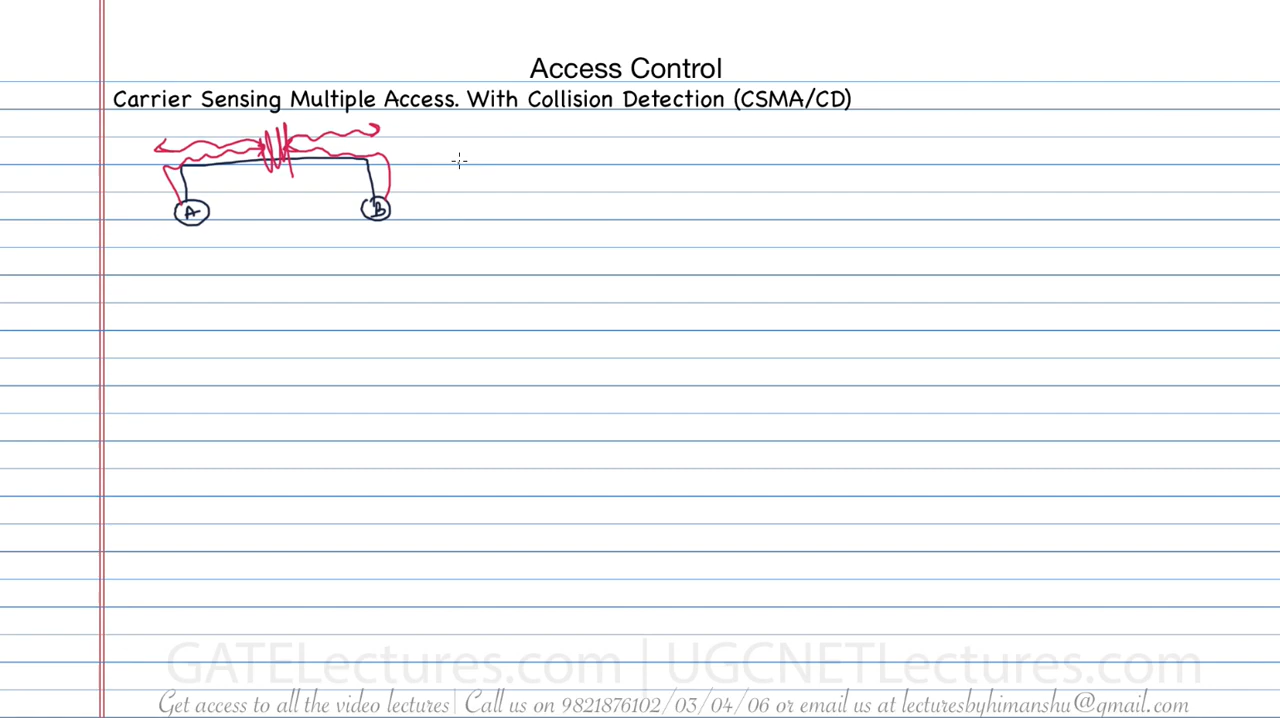 Access Control
Carrier Sensing Multiple Access. With Collision Detection (CSMA/CD)
A
B
GATELectures.com | UGCNETLectures.com
Get access to all the video lectures | Call us on 9821876102/03/04/06 or email us at lecturesbyhimanshu@gmail.com